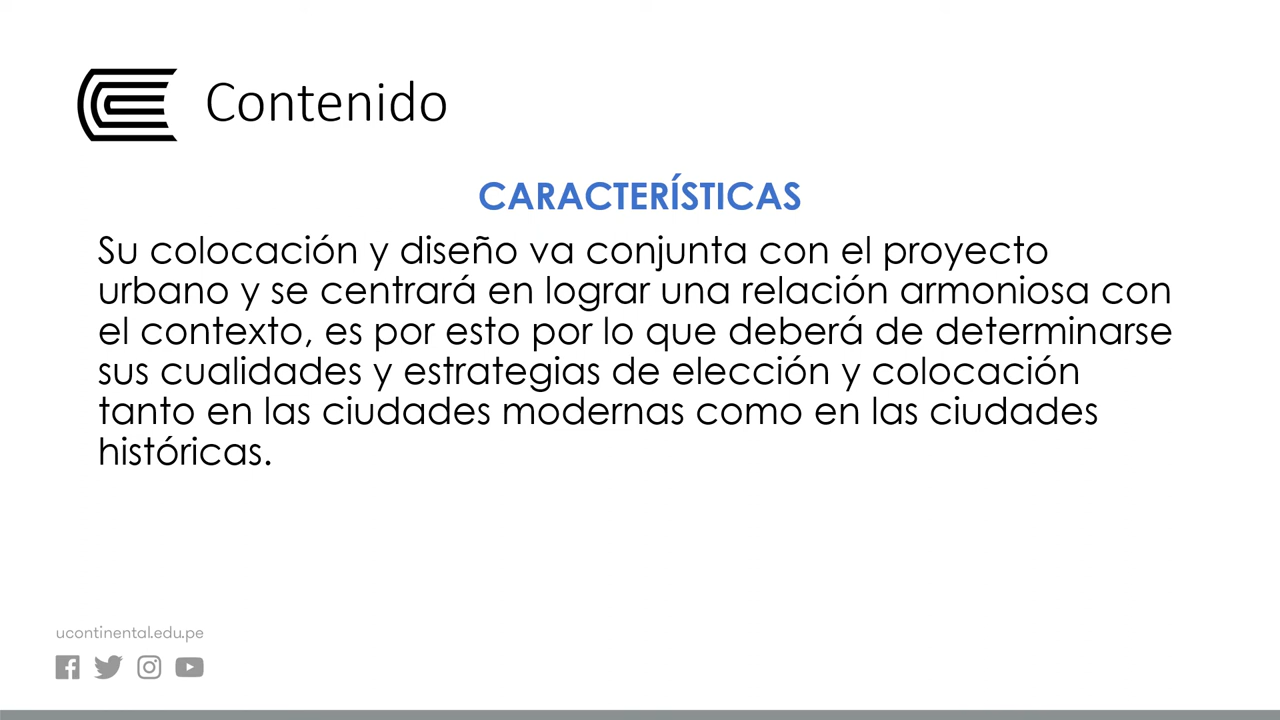 Contenido
CARACTERÍSTICAS
Su colocación y diseño va conjunta con el proyecto
urbano y se centrará en lograr una relación armoniosa con
el contexto, es por esto por lo que deberá de determinarse
sus cualidades y estrategias de elección y colocación
tanto en las ciudades modernas como en las ciudades
históricas.
ucontinental.edu.pe